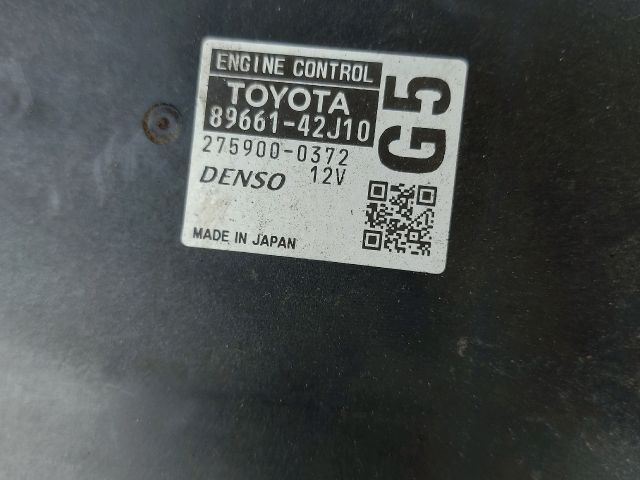 ENGINE CONTROL
TOYOTA
89661-42J10
G5
275900-0372
DENSO 12V
MADE IN JAPAN